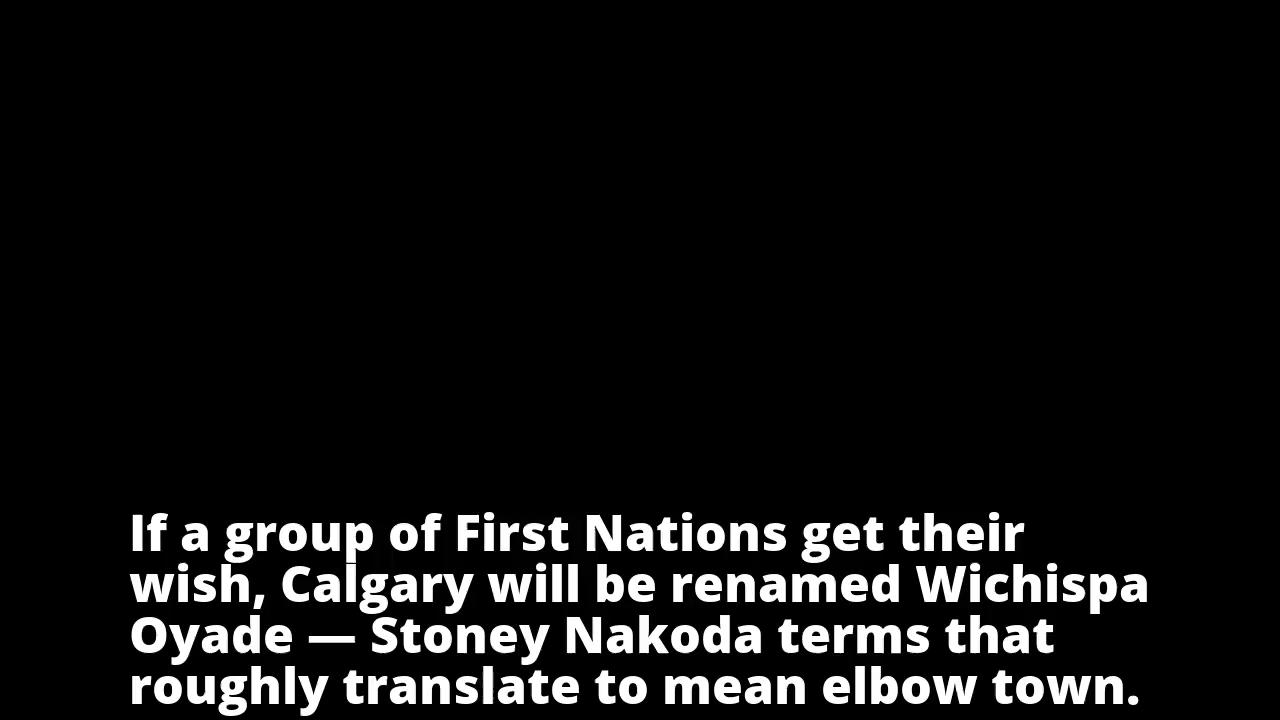 If a group of First Nations get their
wish, Calgary will be renamed Wichispa
Oyade — Stoney Nakoda terms that
roughly translate to mean elbow town.